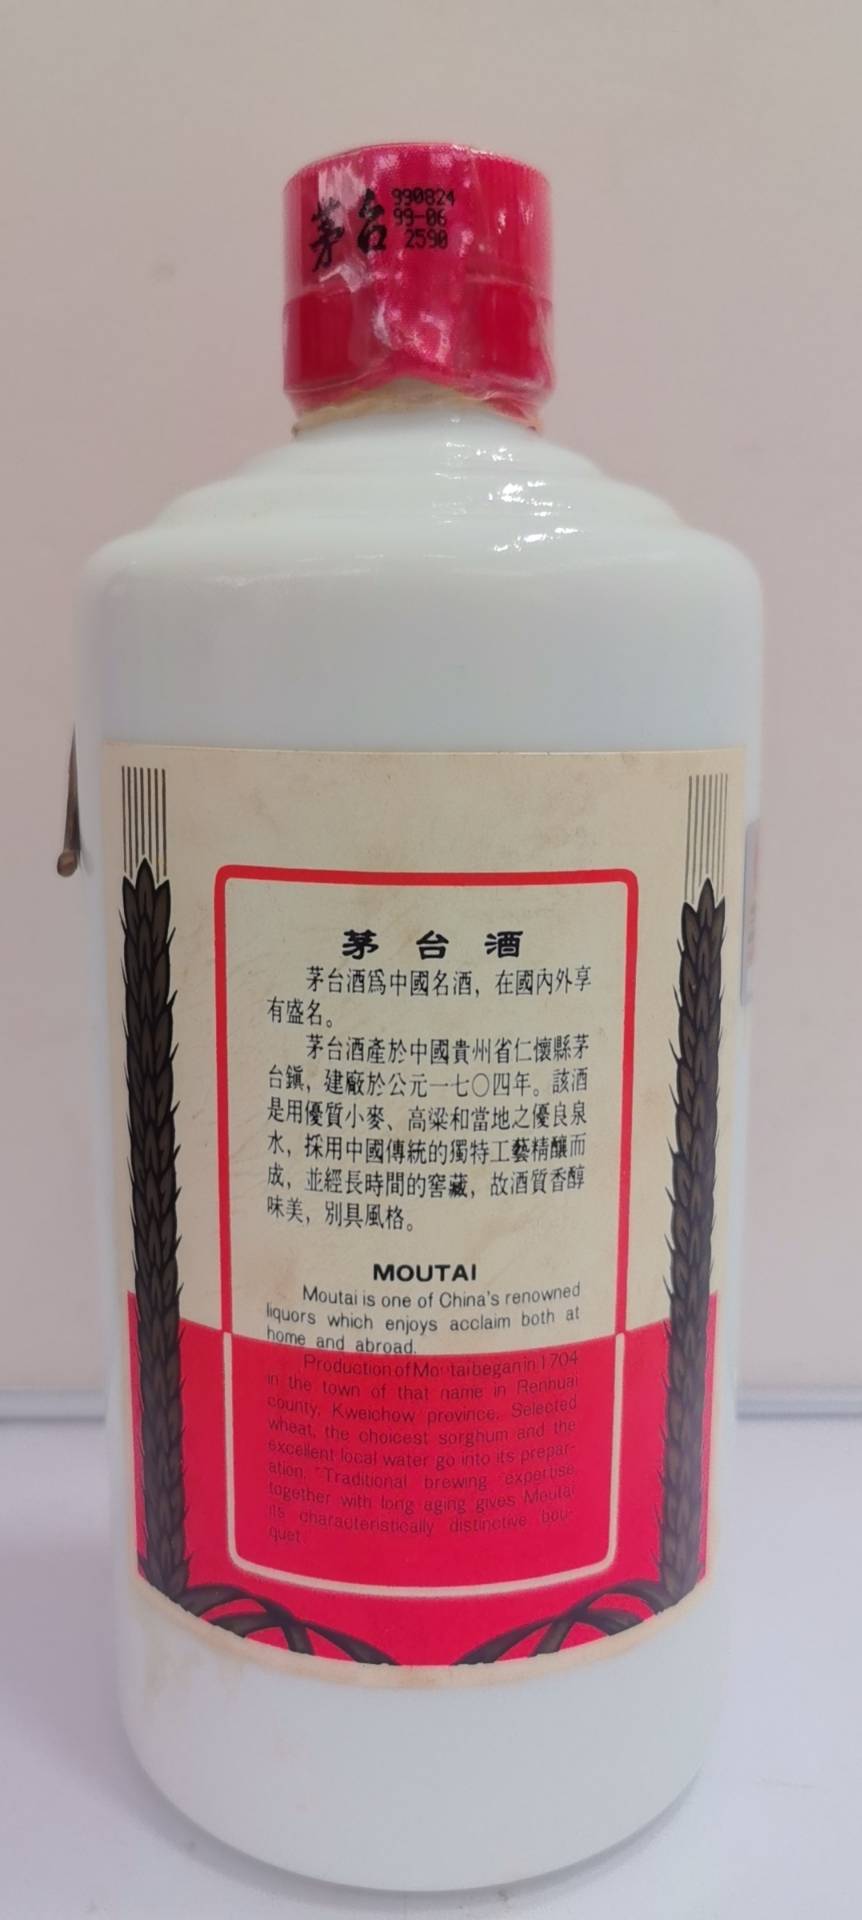 茅台
990824
99-06
2590
茅台酒
茅台酒爲中國名酒，在國內外享
有盛名。
茅台酒產於中國貴州省仁懷縣茅
台鎭，建廠於公元一七〇四年。該酒
是用優質小麥、高粱和當地之優良泉
水，採用中國傳統的獨特工藝精釀而
成，並經長時間的窖藏，故酒質香醇
味美，別具風格。
MOUTAI
Moutai is one of China's renowned
liquors which enjoys acclaim both at
home and abroad.
Production of Moutai began in 1704
in the town of that name in Renhuai
county, Kweichow province. Selected
wheat, the choicest sorghum and the
excellent local water go into its prepar-
ation. Traditional brewing expertise
together with long aging gives Moutai
its characteristically distinctive bou-
quet.